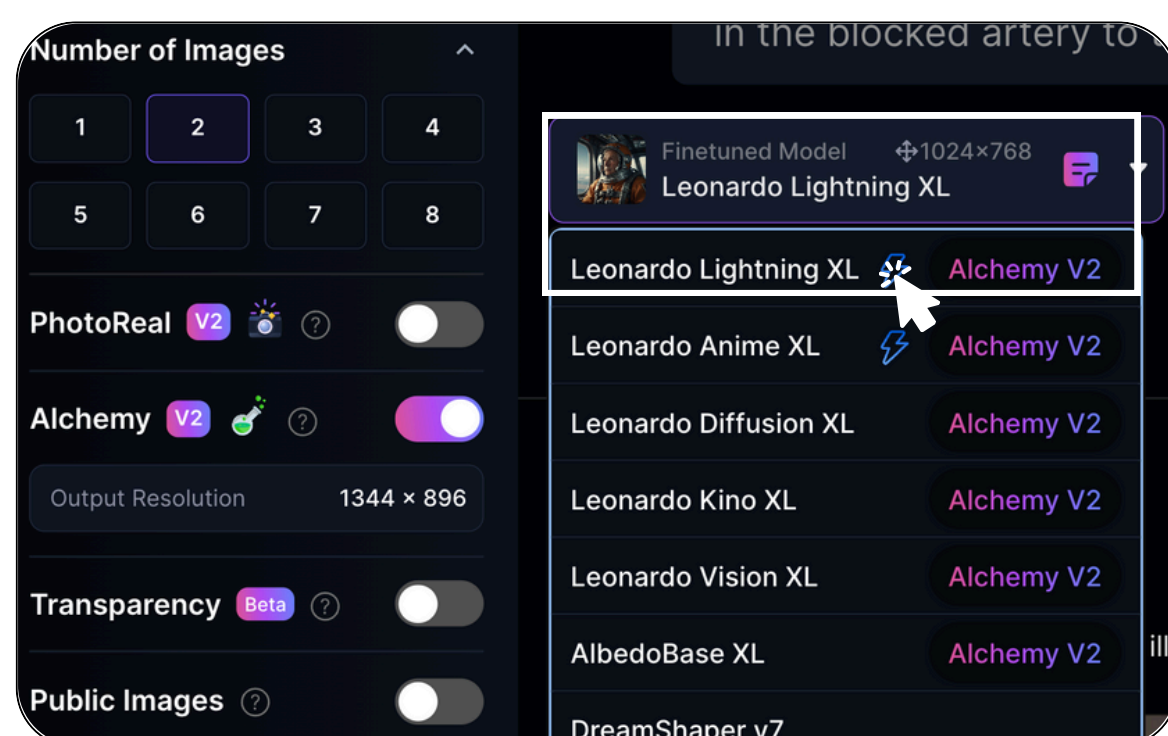 Number of Images
1 2 3 4
5 6 7 8
PhotoReal V2
Alchemy V2
Output Resolution 1344 × 896
Transparency Beta
Public Images
in the blocked artery to
Finetuned Model 1024×768
Leonardo Lightning XL
Leonardo Lightning XL Alchemy V2
Leonardo Anime XL Alchemy V2
Leonardo Diffusion XL Alchemy V2
Leonardo Kino XL Alchemy V2
Leonardo Vision XL Alchemy V2
AlbedoBase XL Alchemy V2
DreamShaper v7